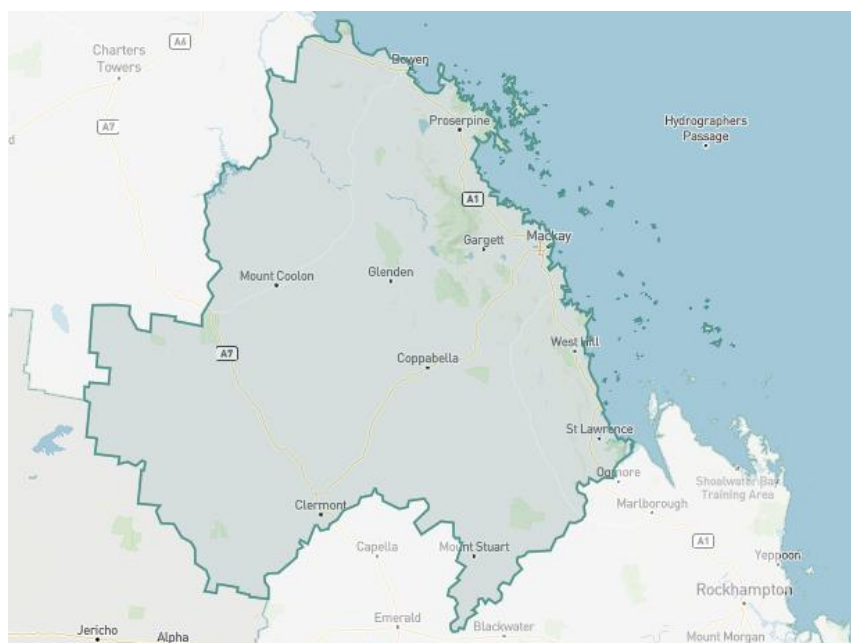 A6
Charters
Towers
Bowen
A7
Proserpine
Hydrographers
Passage
d
A1
Gargett
Mackay
Mount Coolon
Glenden
A7
West Hill
Coppabella
St Lawrence
Ogmore
Shoalwater Bay
Training Area
Clermont
Marlborough
Capella
Mount Stuart
A1
Yeppoon
Rockhampton
Emerald
Blackwater
Jericho
Alpha
Mount Morgan